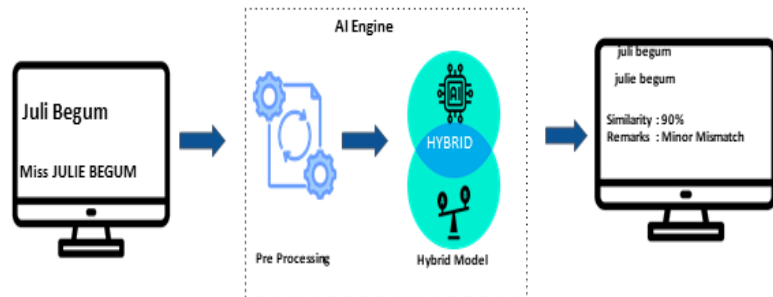 AI Engine
Juli Begum
Miss JULIE BEGUM
Pre Processing
AI
HYBRID
Hybrid Model
juli begum
julie begum
Similarity : 90%
Remarks : Minor Mismatch